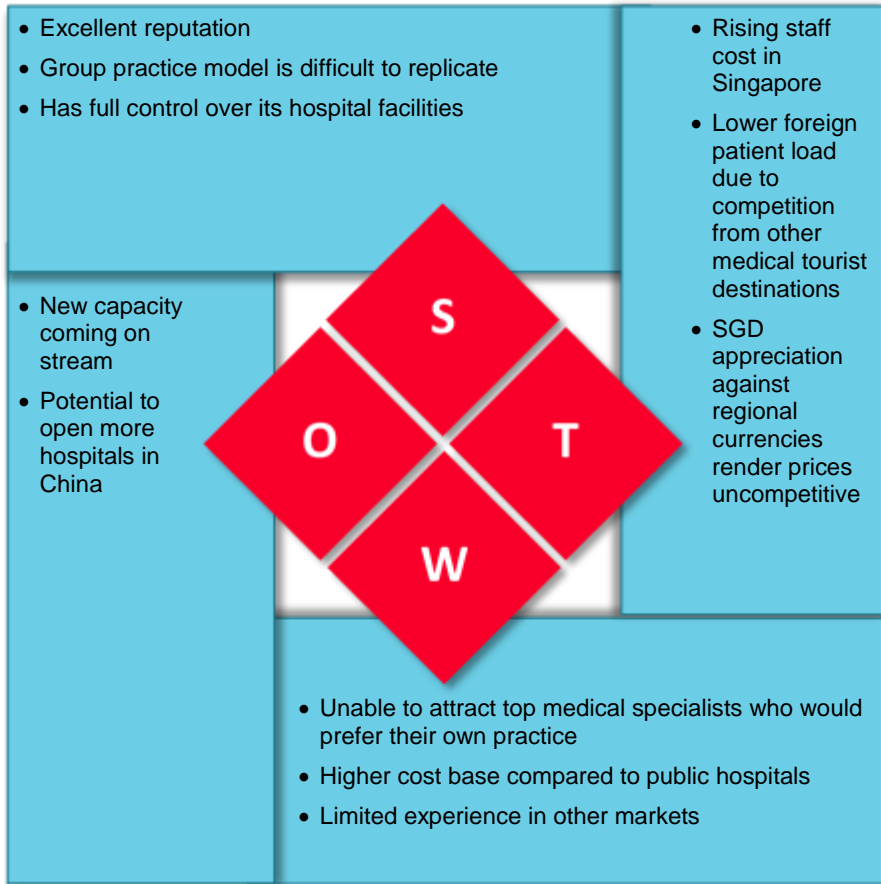 • Excellent reputation
• Group practice model is difficult to replicate
• Has full control over its hospital facilities
• Rising staff
cost in
Singapore
• Lower foreign
patient load
due to
competition
from other
medical tourist
destinations
• SGD
appreciation
against
regional
currencies
render prices
uncompetitive
• New capacity
coming on
stream
• Potential to
open more
hospitals in
China
S
O
T
W
• Unable to attract top medical specialists who would
prefer their own practice
• Higher cost base compared to public hospitals
• Limited experience in other markets